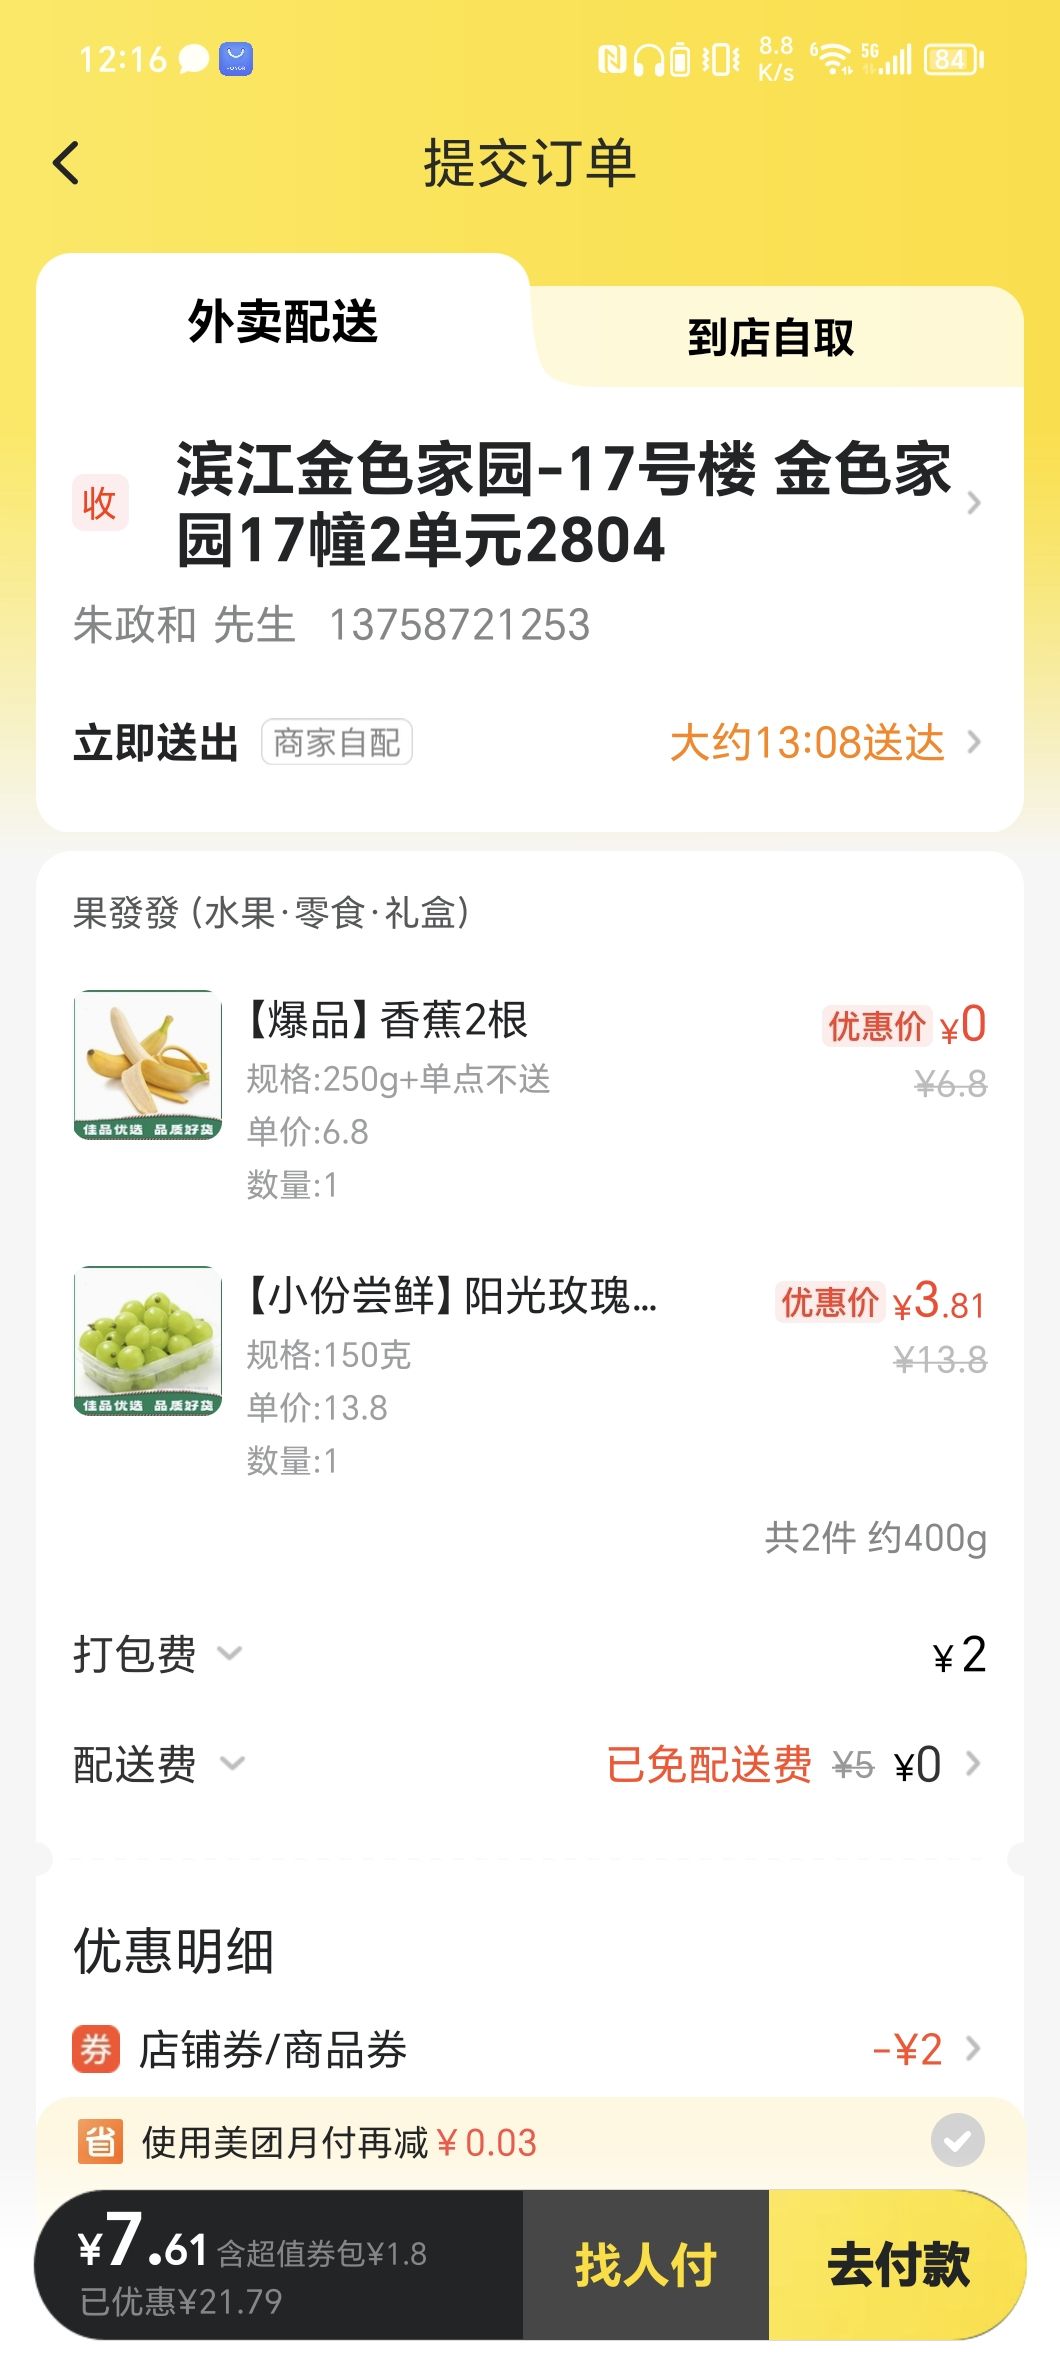 12:16
8.8 K/s
6
5G
84
提交订单
外卖配送
到店自取
收
滨江金色家园-17号楼 金色家
园17幢2单元2804
朱政和 先生 13758721253
立即送出 商家自配 大约13:08送达
果發發 (水果·零食·礼盒)
【爆品】香蕉2根 优惠价 ¥0
规格:250g+单点不送 ¥6.8
单价:6.8
数量:1
佳品优选 品质好货
【小份尝鲜】阳光玫瑰... 优惠价 ¥3.81
规格:150克 ¥13.8
单价:13.8
数量:1
佳品优选 品质好货
共2件 约400g
打包费 ¥2
配送费 已免配送费 ¥5 ¥0
优惠明细
券 店铺券/商品券 -¥2
省 使用美团月付再减¥0.03
¥7.61 含超值券包¥1.8
已优惠¥21.79
找人付
去付款